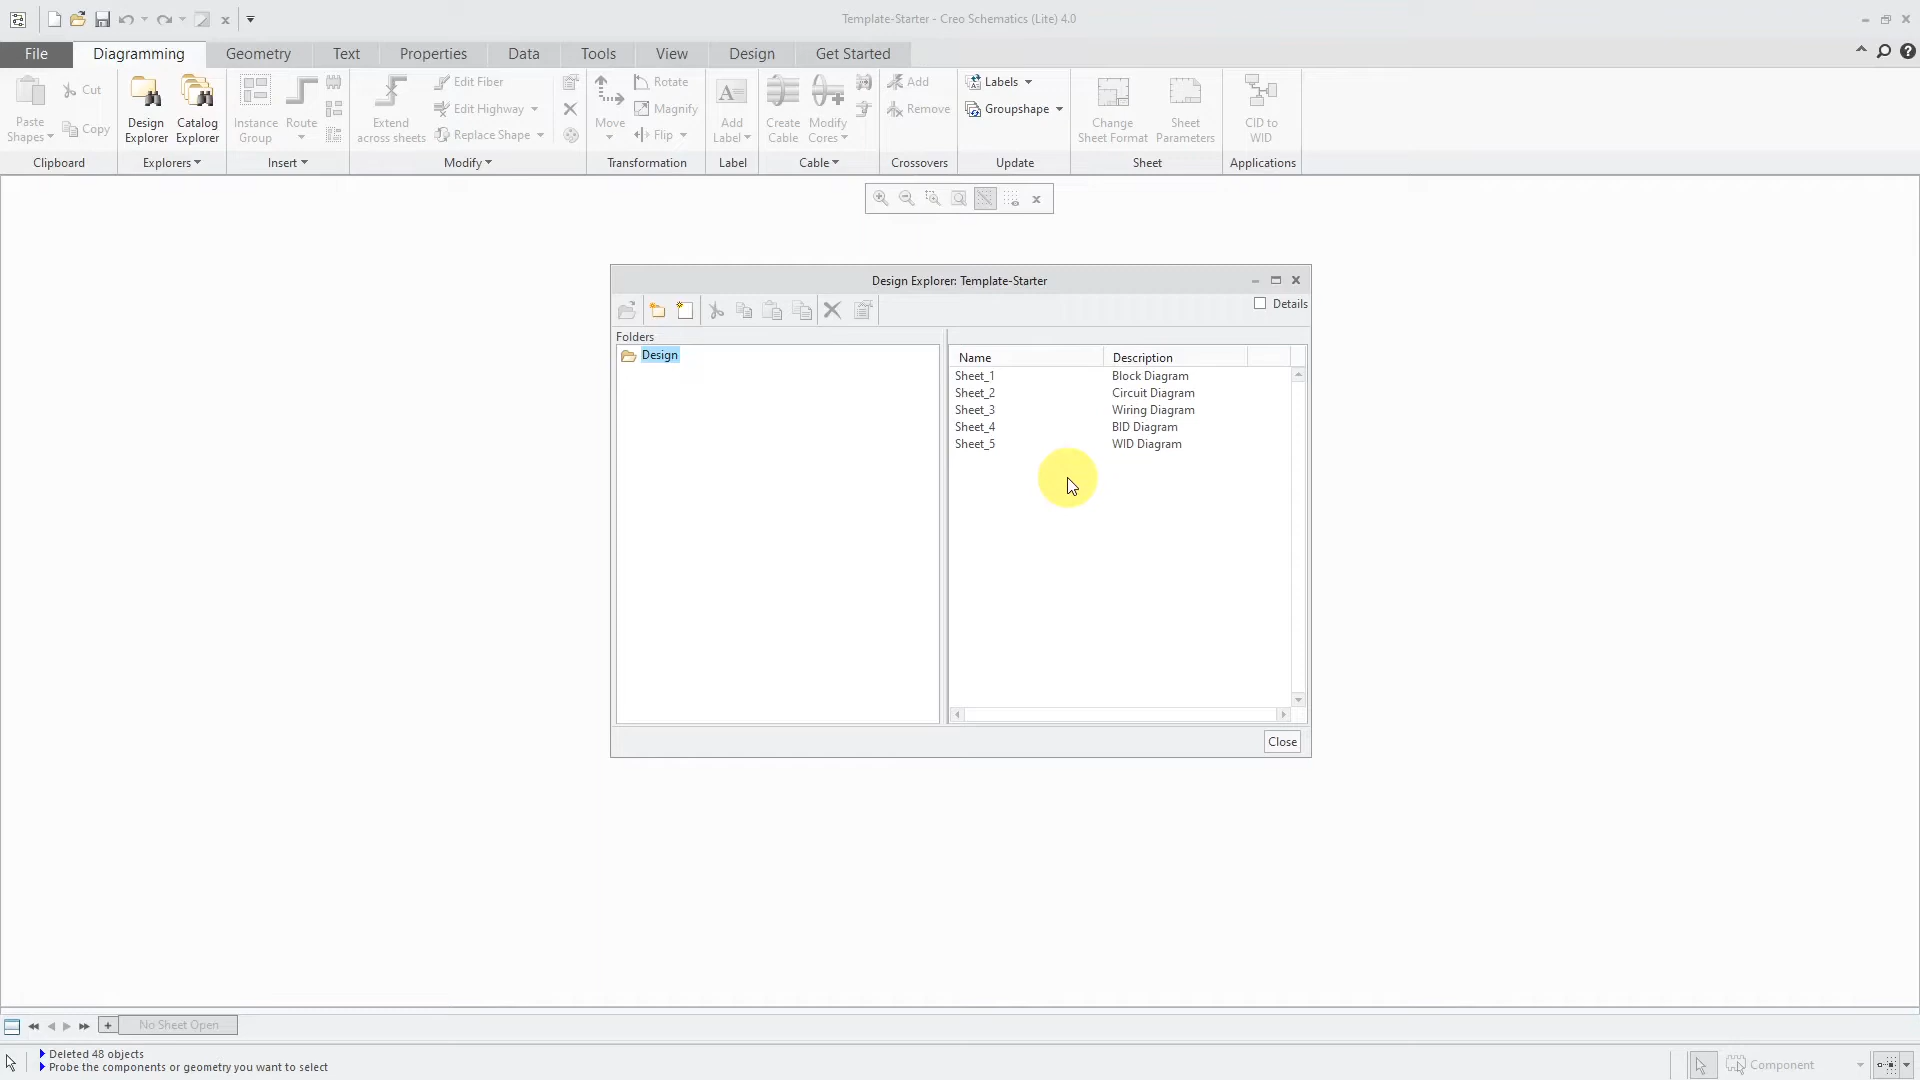 Template-Starter - Creo Schematics (Lite) 4.0
File Diagramming Geometry Text Properties Data Tools View Design Get Started
Paste Shapes
Cut
Copy
Clipboard
Design Explorer
Catalog Explorer
Explorers
Instance Group
Route
Insert
Extend across sheets
Edit Fiber
Edit Highway
Replace Shape
Modify
Move
Rotate
Magnify
Flip
Transformation
Add Label
Label
Create Cable
Modify Cores
Cable
Add
Remove
Crossovers
Labels
Groupshape
Update
Change Sheet Format
Sheet Parameters
Sheet
CID to WID
Applications
Design Explorer: Template-Starter
Details
Folders
Design
Name Description
Sheet_1 Block Diagram
Sheet_2 Circuit Diagram
Sheet_3 Wiring Diagram
Sheet_4 BID Diagram
Sheet_5 WID Diagram
Close
No Sheet Open
Deleted 48 objects
Probe the components or geometry you want to select
Component